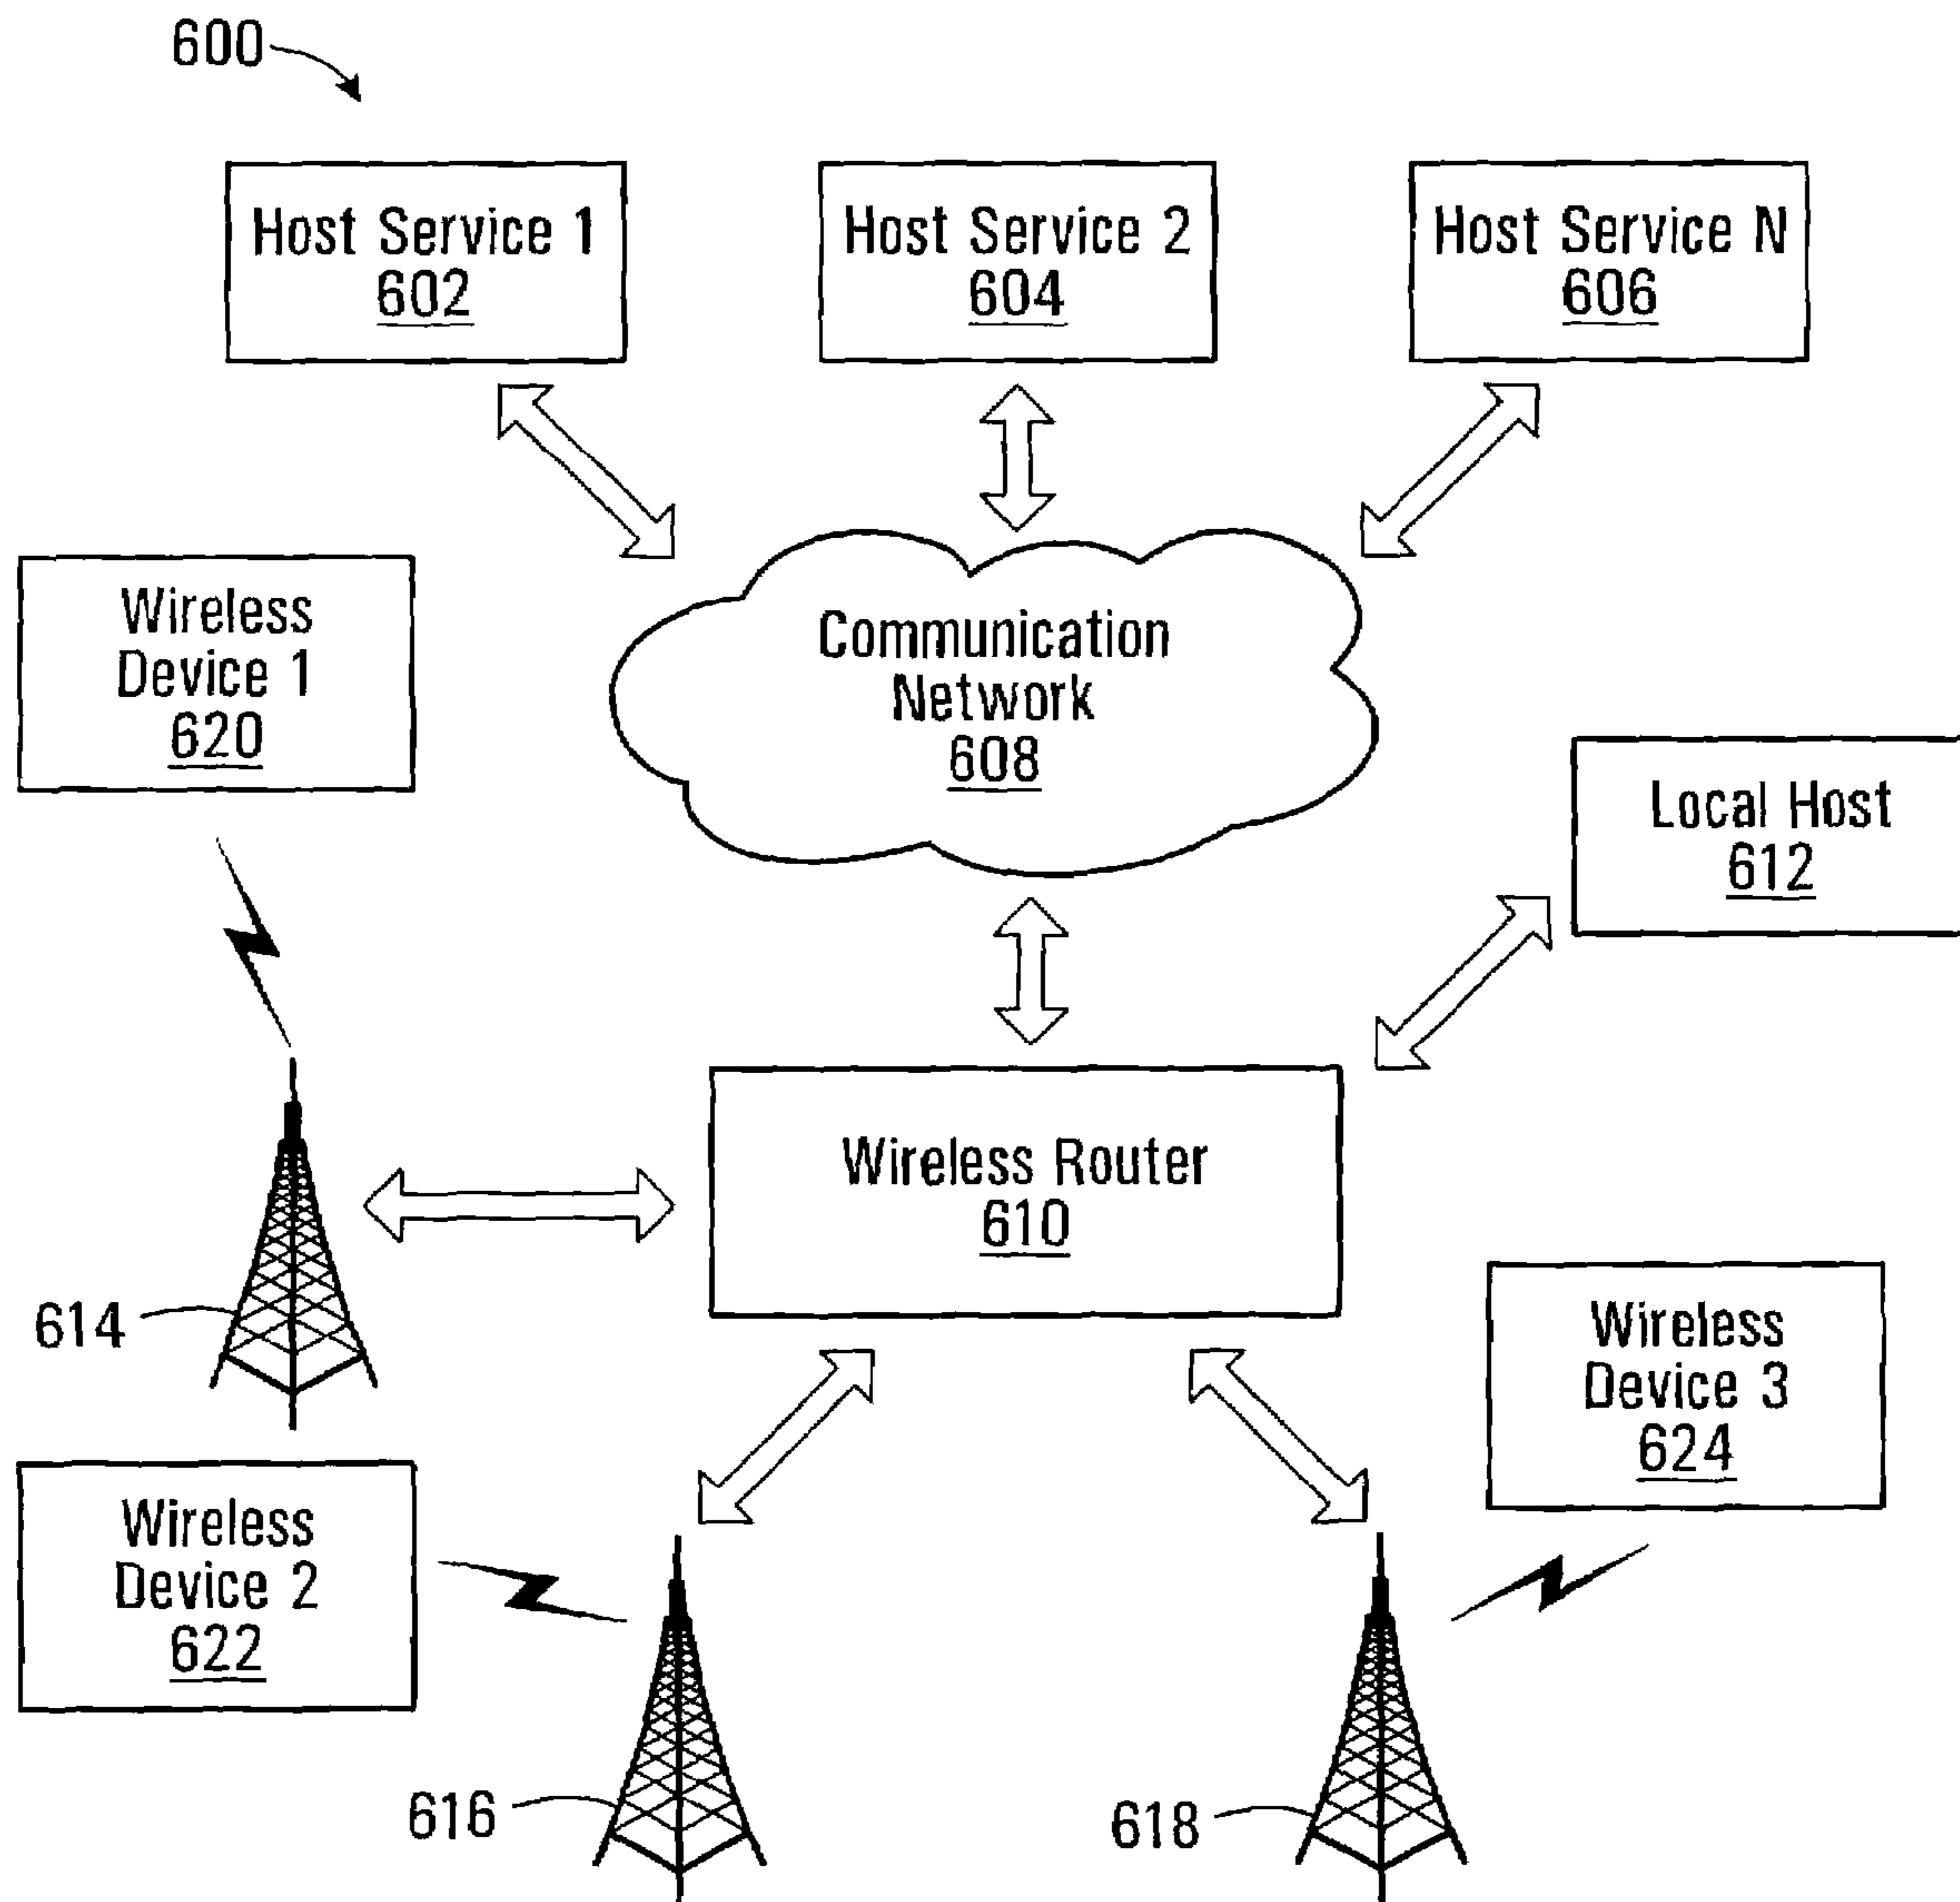 600
Host Service 1
602
Host Service 2
604
Host Service N
606
Wireless
Device 1
620
Communication
Network
608
Local Host
612
Wireless Router
610
614
Wireless
Device 3
624
Wireless
Device 2
622
616
618